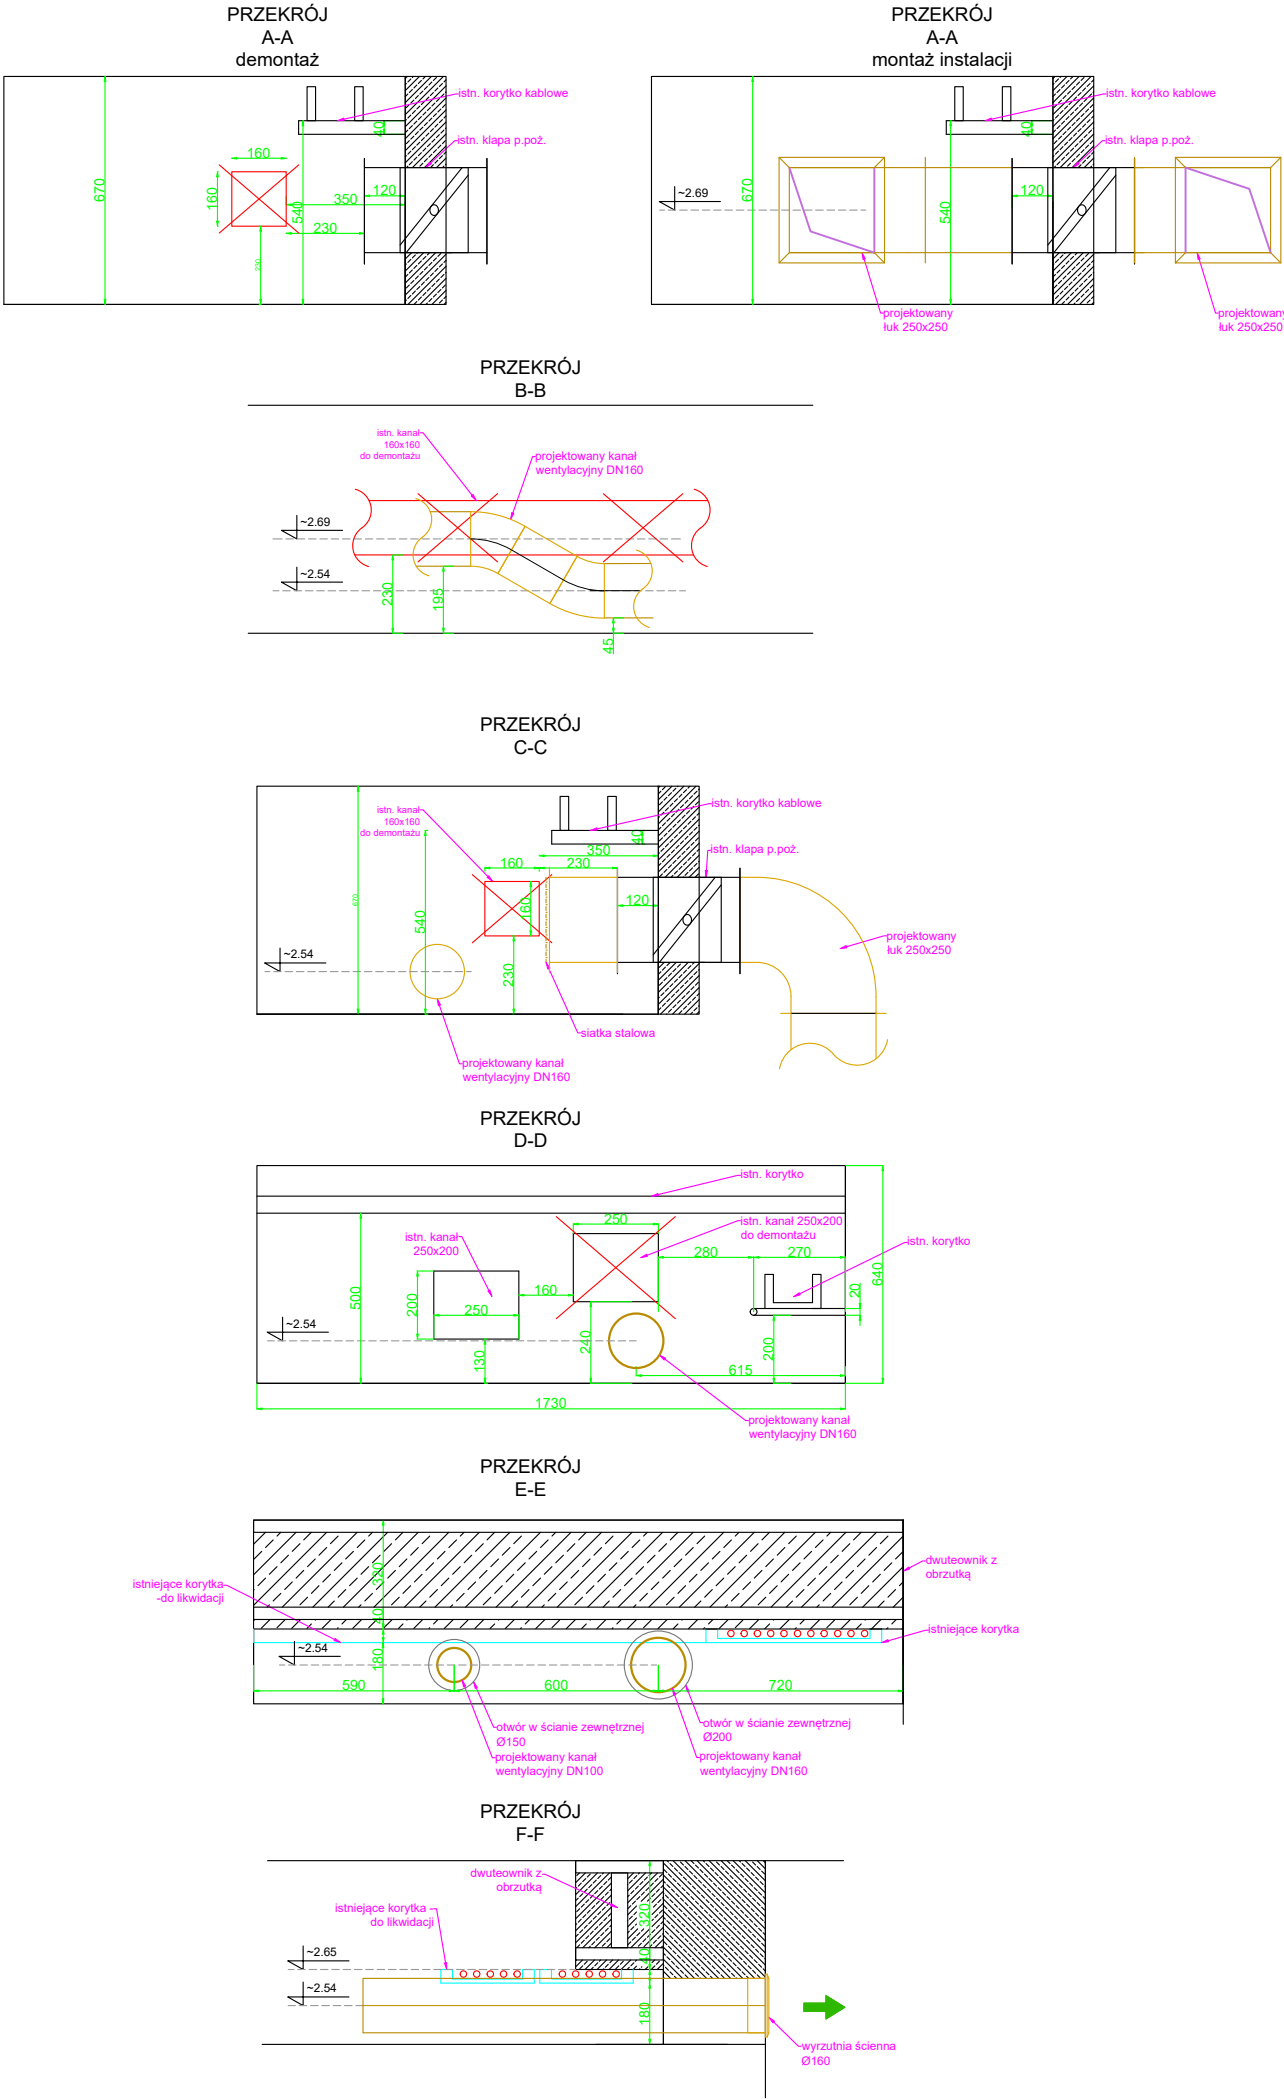 PRZEKRÓJ
A-A
demontaż
istn. korytko kablowe
40
istn. klapa p.poż.
160
160
670
540
120
350
230
230
PRZEKRÓJ
A-A
montaż instalacji
istn. korytko kablowe
40
istn. klapa p.poż.
~2.69
670
540
120
projektowany
łuk 250x250
projektowany
łuk 250x250
PRZEKRÓJ
B-B
istn. kanał
160x160
do demontażu
projektowany kanał
wentylacyjny DN160
~2.69
~2.54
230
195
45
PRZEKRÓJ
C-C
istn. kanał
160x160
do demontażu
istn. korytko kablowe
40
350
istn. klapa p.poż.
160
230
670
540
160
120
230
~2.54
projektowany
łuk 250x250
siatka stalowa
projektowany kanał
wentylacyjny DN160
PRZEKRÓJ
D-D
istn. korytko
250
istn. kanał 250x200
do demontażu
istn. kanał
250x200
istn. korytko
280
270
640
500
200
250
160
20
~2.54
130
240
200
615
1730
projektowany kanał
wentylacyjny DN160
PRZEKRÓJ
E-E
320
dwuteownik z
obrzutką
istniejące korytka
-do likwidacji
40
istniejące korytka
~2.54
180
590
600
720
otwór w ścianie zewnętrznej
Ø150
projektowany kanał
wentylacyjny DN100
otwór w ścianie zewnętrznej
Ø200
projektowany kanał
wentylacyjny DN160
PRZEKRÓJ
F-F
dwuteownik z
obrzutką
320
istniejące korytka -
do likwidacji
40
~2.65
~2.54
180
wyrzutnia ścienna
Ø160